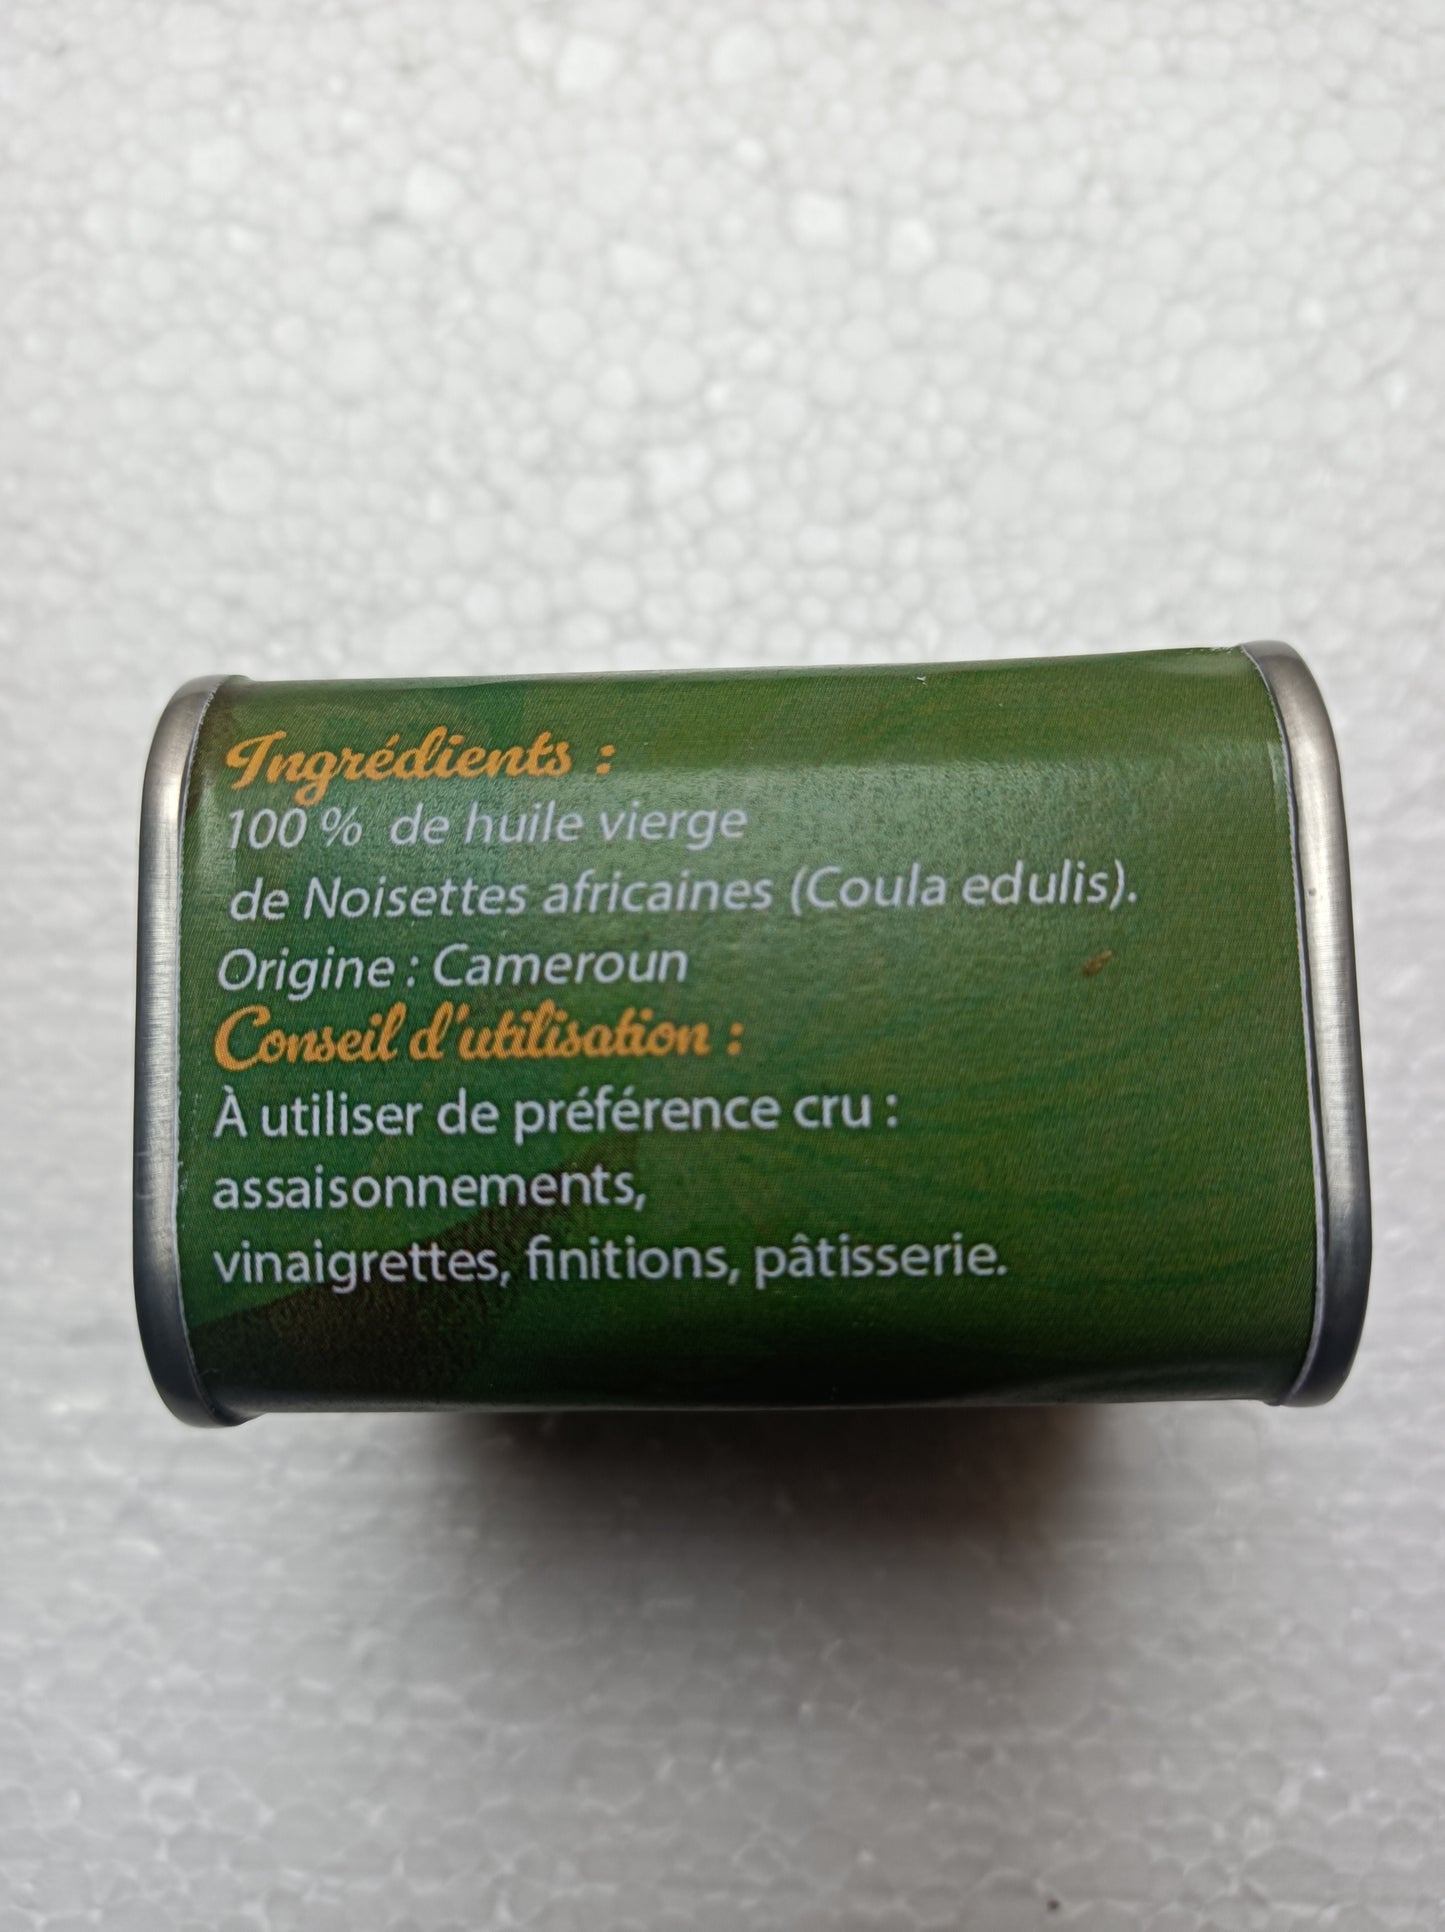 Ingrédients :
100 % de huile vierge
de Noisettes africaines (Coula edulis).
Origine : Cameroun
Conseil d'utilisation :
À utiliser de préférence cru :
assaisonnements,
vinaigrettes, finitions, pâtisserie.